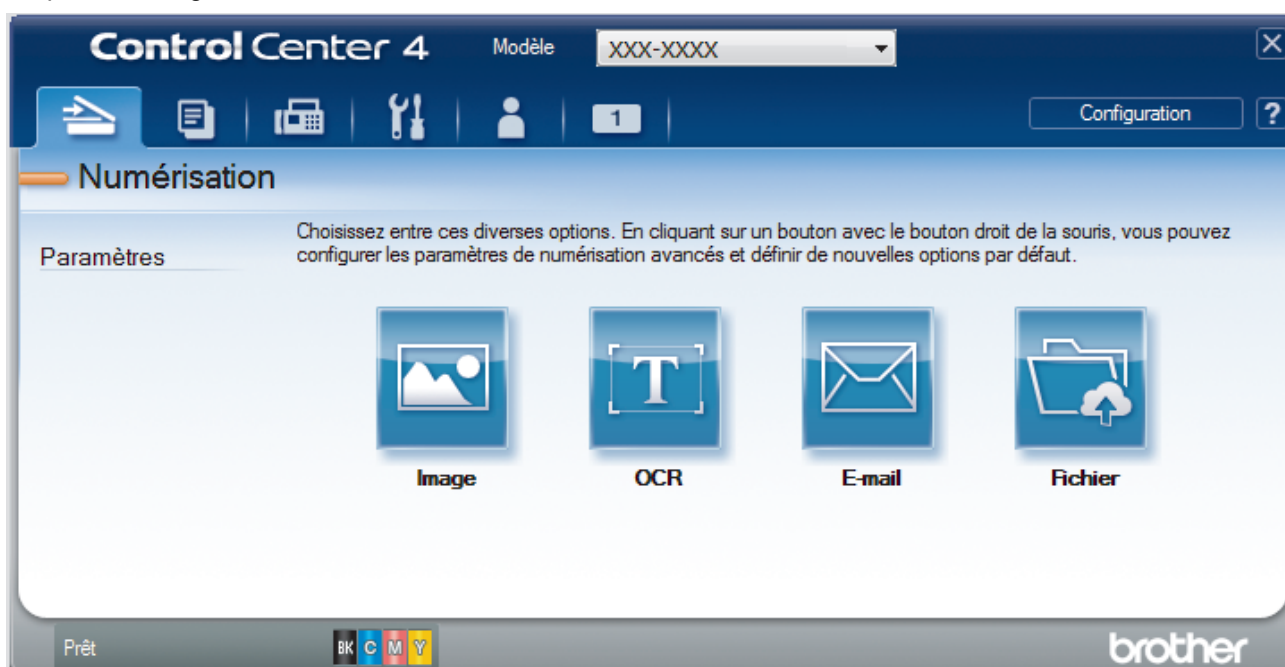 ControlCenter 4
Modèle
XXX-XXXX
1
Configuration
?
Numérisation
Paramètres
Choisissez entre ces diverses options. En cliquant sur un bouton avec le bouton droit de la souris, vous pouvez
configurer les paramètres de numérisation avancés et définir de nouvelles options par défaut.
T
Image
OCR
E-mail
Fichier
Prêt
BK C M Y
brother